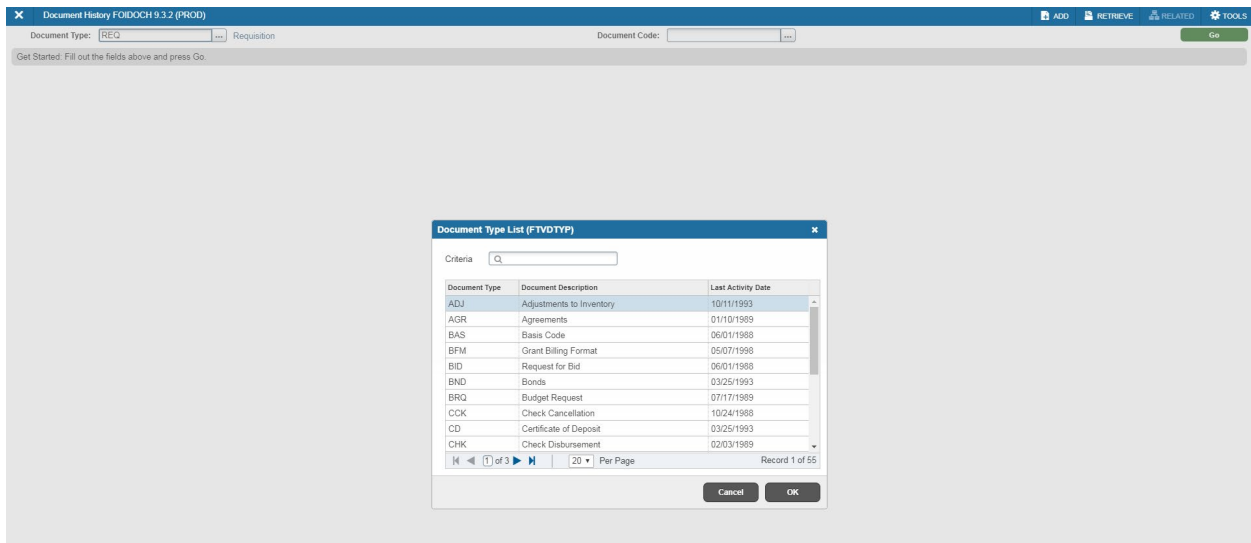 Document History FOIDOCH 9.3.2 (PROD) ADD RETRIEVE RELATED TOOLS
Document Type: REQ ... Requisition Document Code: ... Go
Get Started: Fill out the fields above and press Go.
Document Type List (FTVDTYP)
Criteria
Document Type Document Description Last Activity Date
ADJ Adjustments to Inventory 10/11/1993
AGR Agreements 01/10/1989
BAS Basis Code 06/01/1988
BFM Grant Billing Format 05/07/1998
BID Request for Bid 06/01/1988
BND Bonds 03/25/1993
BRQ Budget Request 07/17/1989
CCK Check Cancellation 10/24/1988
CD Certificate of Deposit 03/25/1993
CHK Check Disbursement 02/03/1989
1 of 3 20 Per Page Record 1 of 55
Cancel OK